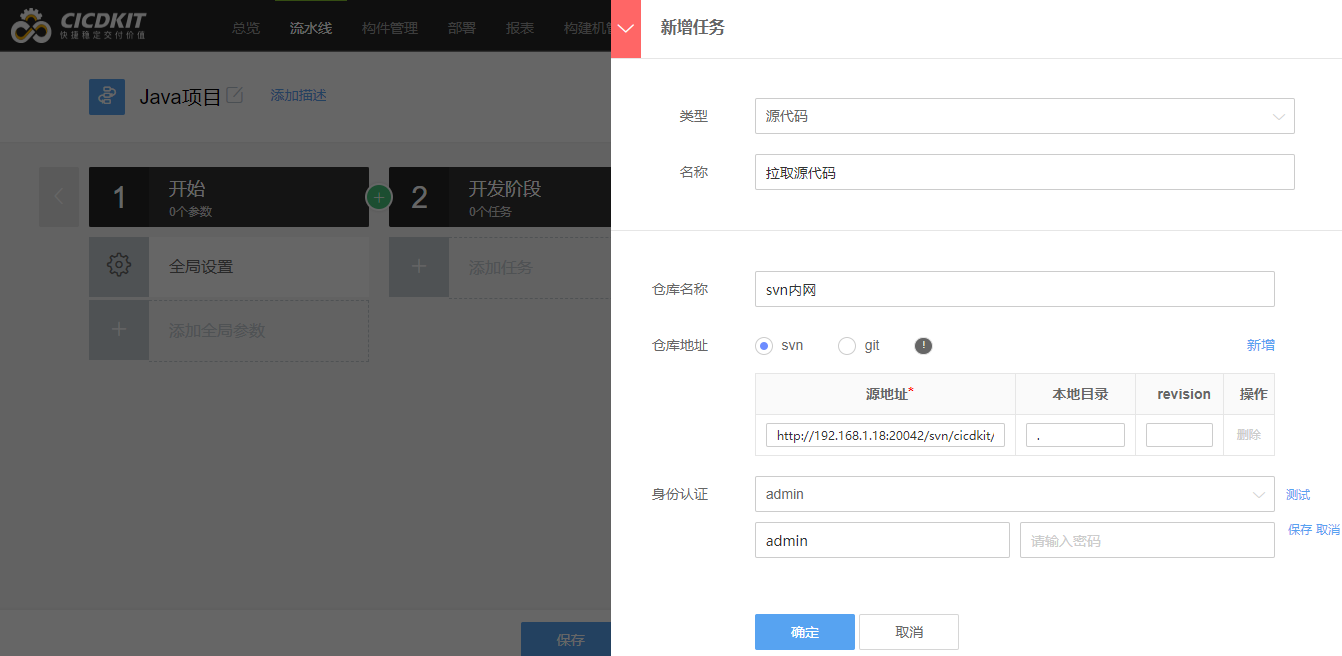 CICDKIT
快捷稳定交付价值
总览
流水线
构件管理
部署
报表
构建机
Java项目
添加描述
1
开始
0个参数
2
开发阶段
0个任务
全局设置
添加任务
添加全局参数
保存
新增任务
类型
源代码
名称
拉取源代码
仓库名称
svn内网
仓库地址
svn
git
新增
源地址*
本地目录
revision
操作
http://192.168.1.18:20042/svn/cicdkit/
.
删除
身份认证
admin
测试
admin
请输入密码
保存 取消
确定
取消